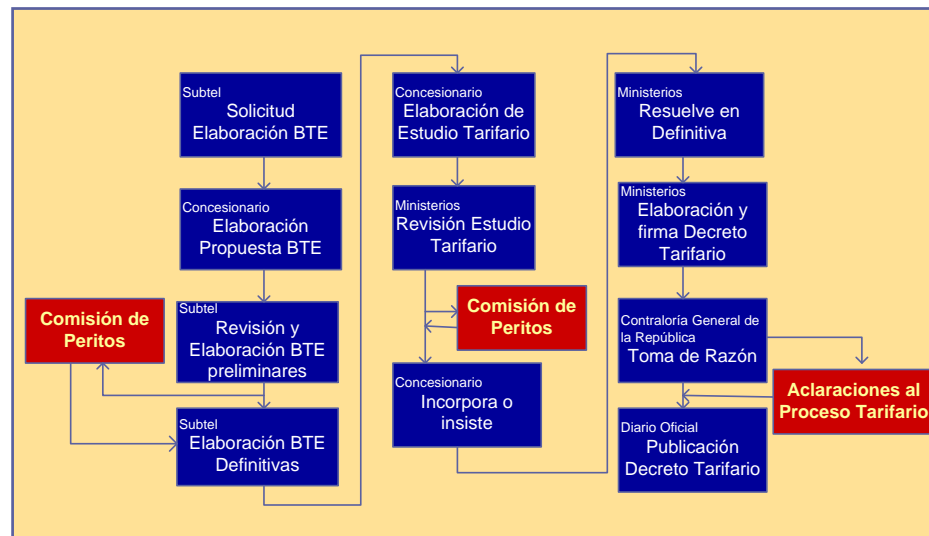 Subtel
Solicitud
Elaboración BTE
Concesionario
Elaboración
Propuesta BTE
Subtel
Revisión y
Elaboración BTE
preliminares
Comisión de
Peritos
Subtel
Elaboración BTE
Definitivas
Concesionario
Elaboración de
Estudio Tarifario
Ministerios
Revisión Estudio
Tarifario
Comisión de
Peritos
Concesionario
Incorpora o
insiste
Ministerios
Resuelve en
Definitiva
Ministerios
Elaboración y
firma Decreto
Tarifario
Contraloría General de
la República
Toma de Razón
Aclaraciones al
Proceso Tarifario
Diario Oficial
Publicación
Decreto Tarifario